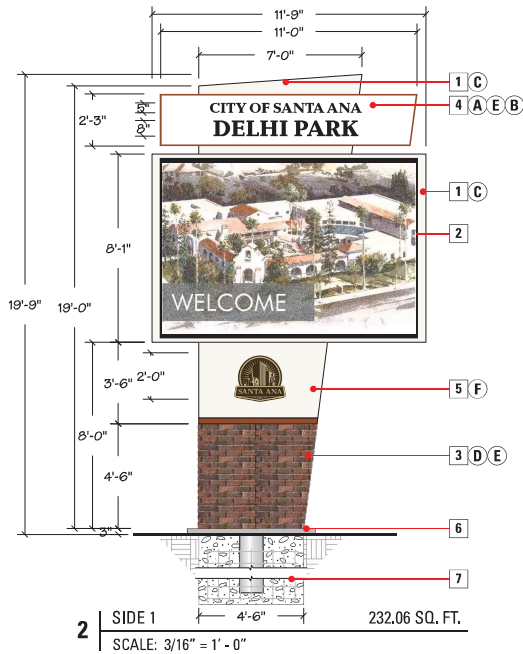 11'-9"
11'-0"
7'-0"
1 C
CITY OF SANTA ANA
DELHI PARK
4 A E B
5"
8"
2'-3"
1 C
2
8'-1"
WELCOME
19'-9"
19'-0"
3'-6"
2'-0"
SANTA ANA
5 F
8'-0"
4'-6"
3 D E
3"
6
7
4'-6"
2 SIDE 1 232.06 SQ. FT.
SCALE: 3/16" = 1' - 0"